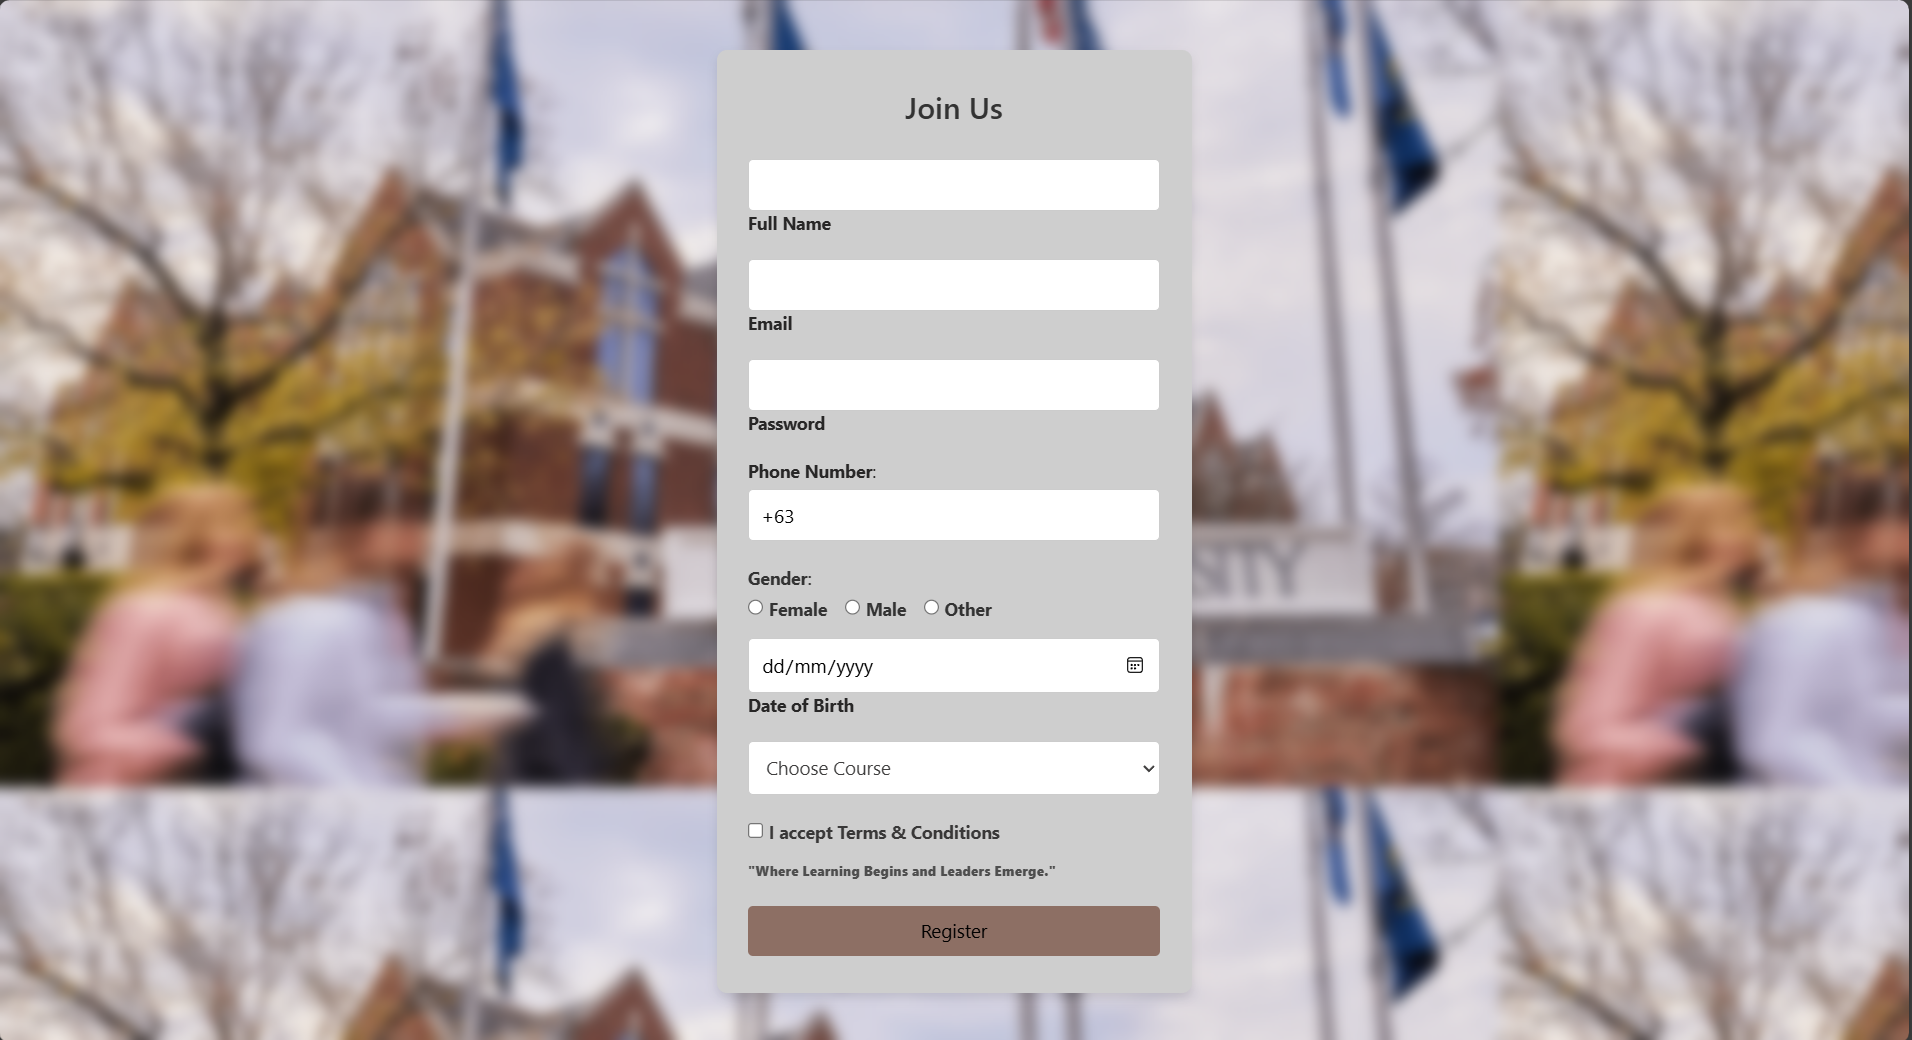 Join Us
Full Name
Email
Password
Phone Number:
+63
Gender:
Female Male Other
dd/mm/yyyy
Date of Birth
Choose Course
I accept Terms & Conditions
"Where Learning Begins and Leaders Emerge."
Register
SITY